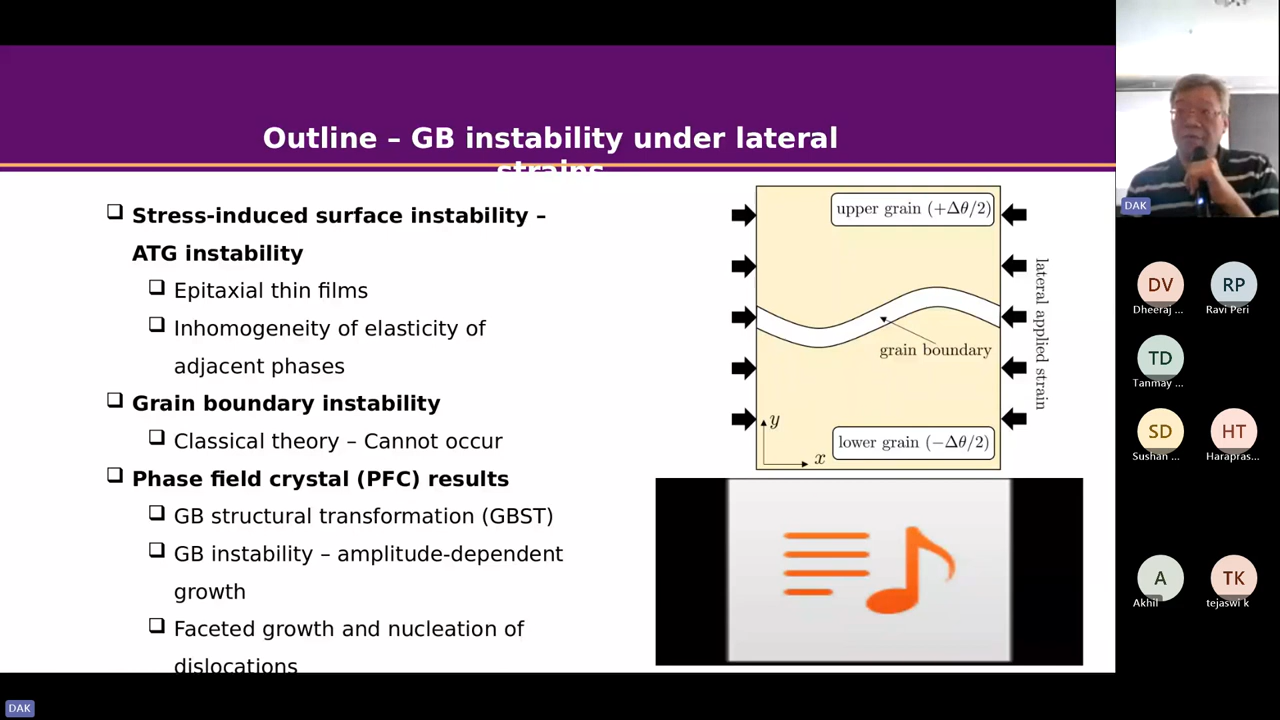 Outline – GB instability under lateral
strains
Stress-induced surface instability –
ATG instability
Epitaxial thin films
Inhomogeneity of elasticity of
adjacent phases
Grain boundary instability
Classical theory – Cannot occur
Phase field crystal (PFC) results
GB structural transformation (GBST)
GB instability – amplitude-dependent
growth
Faceted growth and nucleation of
dislocations
upper grain (+Δθ/2)
grain boundary
lateral applied strain
y
x
lower grain (−Δθ/2)
DAK
DV
Dheeraj ...
RP
Ravi Peri
TD
Tanmay ...
SD
Sushan ...
HT
Harapras...
A
Akhil
TK
tejaswi k
DAK